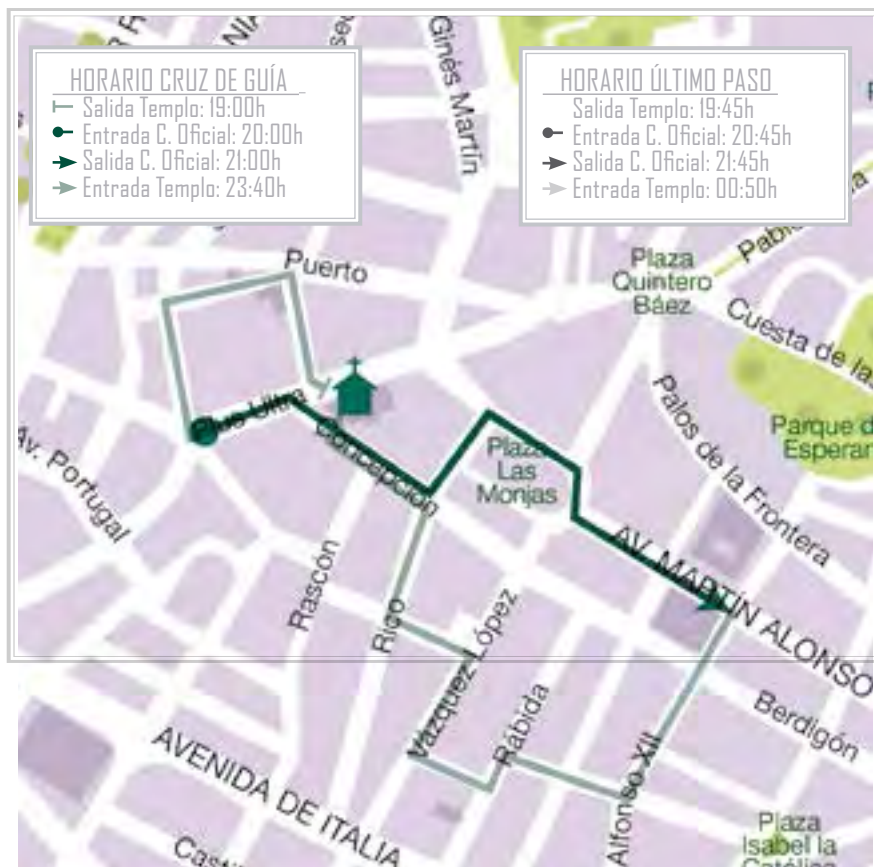 HORARIO CRUZ DE GUÍA
Salida Templo: 19:00h
Entrada C. Oficial: 20:00h
Salida C. Oficial: 21:00h
Entrada Templo: 23:40h
HORARIO ÚLTIMO PASO
Salida Templo: 19:45h
Entrada C. Oficial: 20:45h
Salida C. Oficial: 21:45h
Entrada Templo: 00:50h
Ginés Martín
Puerto
Plaza
Quintero
Báez
Cuesta de las
Plus Ultra
Concepción
Plaza
Las
Monjas
Palos de la Frontera
Parque d
Esperan
Av. Portugal
Rascón
Rico
Vázquez López
Rábida
Alfonso XII
AV. MARTÍN ALONSO
Berdigón
AVENIDA DE ITALIA
Plaza
Isabel la